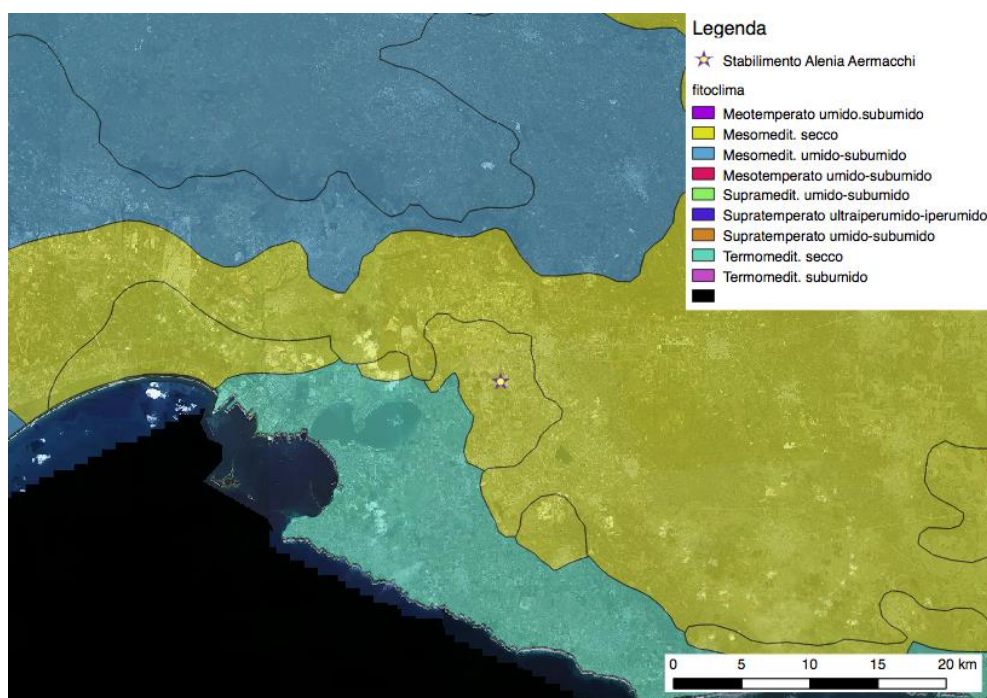 Legenda
Stabilimento Alenia Aermacchi
fitoclima
Meotemperato umido.subumido
Mesomedit. secco
Mesomedit. umido-subumido
Mesotemperato umido-subumido
Supramedit. umido-subumido
Supratemperato ultraiperumido-iperumido
Supratemperato umido-subumido
Termomedit. secco
Termomedit. subumido
0 5 10 15 20 km